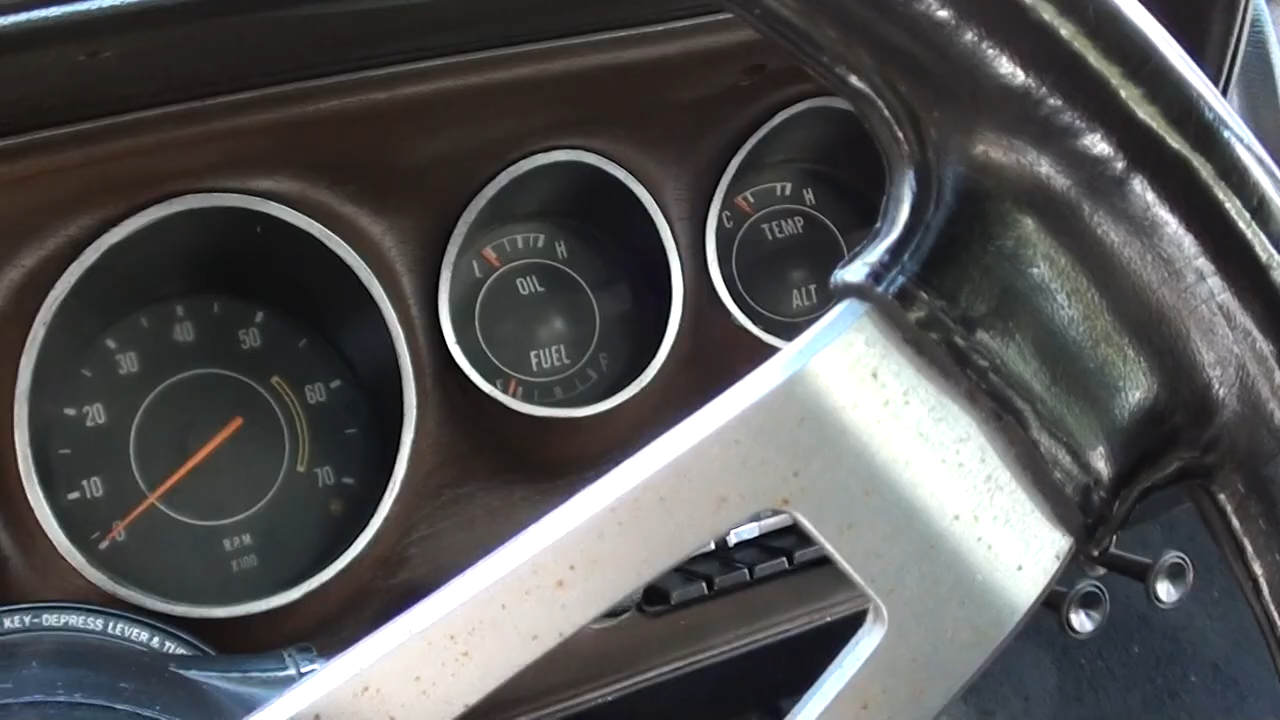 40
50
30
60
20
70
10
0
R.P.M
X100
L H
OIL
FUEL
E F
C H
TEMP
ALT
KEY-DEPRESS LEVER &